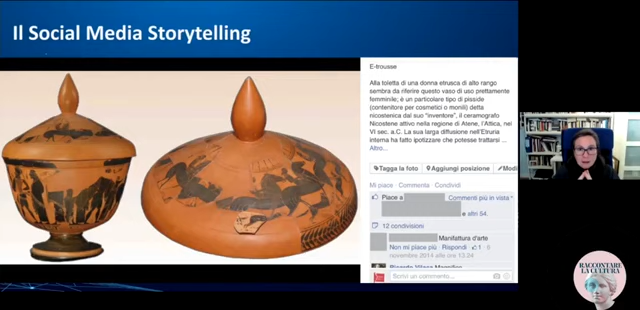 Il Social Media Storytelling
E-trousse
Alla toletta di una donna etrusca di alto rango
sembra da riferire questo vaso di uso prettamente
femminile; è un particolare tipo di pisside
(contenitore per cosmetici o monili) detta
nicostenica dal suo "inventore", il ceramografo
Nicostene attivo nella regione di Atene, l'Attica, nel
VI sec. a.C. La sua larga diffusione nell'Etruria
interna ha fatto ipotizzare che potesse trattarsi ...
Altro...
Tagga la foto Aggiungi posizione Modi
Mi piace · Commenta · Condividi
Piace a Commenti più in vista
e altri 54.
12 condivisioni
Manifattura d'arte
Non mi piace più · Rispondi · 1 · 6
novembre 2014 alle ore 13.24
Scrivi un commento...
RACCONTARE
LA CULTURA